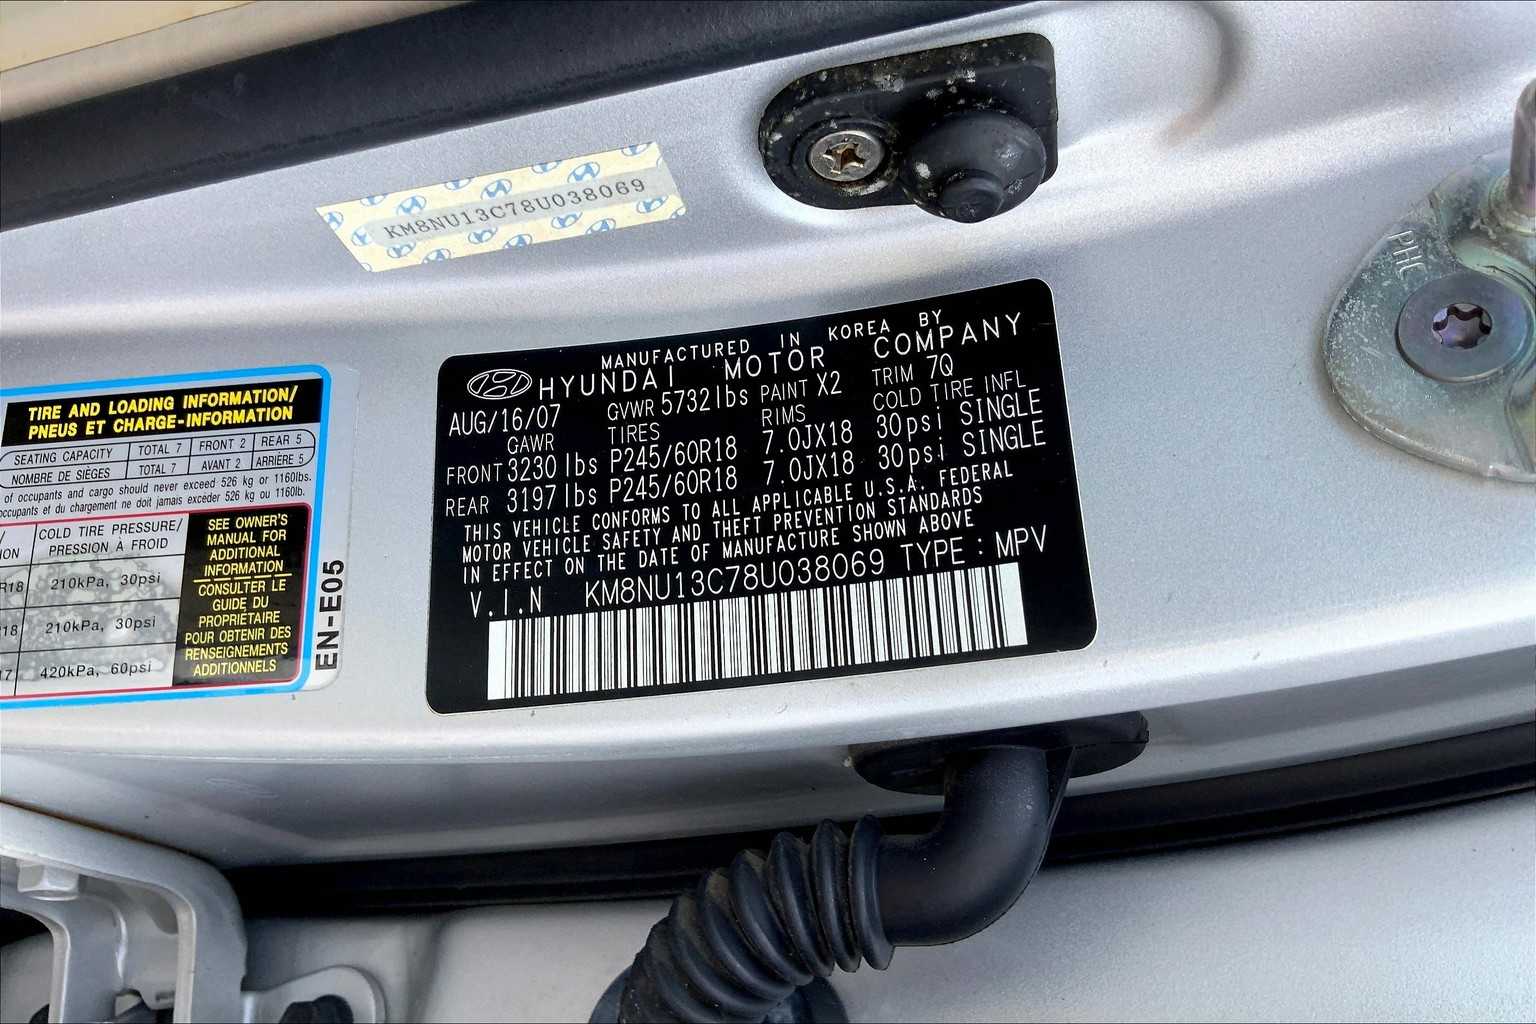 KM8NU13C78U038069
PHC
MANUFACTURED IN KOREA BY
HYUNDAI MOTOR COMPANY
AUG/16/07 GVWR 5732lbs PAINT X2 TRIM 7Q
GAWR TIRES RIMS COLD TIRE INFL
FRONT 3230 lbs P245/60R18 7.0JX18 30psi SINGLE
REAR 3197 lbs P245/60R18 7.0JX18 30psi SINGLE
THIS VEHICLE CONFORMS TO ALL APPLICABLE U.S.A. FEDERAL
MOTOR VEHICLE SAFETY AND THEFT PREVENTION STANDARDS
IN EFFECT ON THE DATE OF MANUFACTURE SHOWN ABOVE
V.I.N KM8NU13C78U038069 TYPE : MPV
TIRE AND LOADING INFORMATION/
PNEUS ET CHARGE-INFORMATION
SEATING CAPACITY TOTAL 7 FRONT 2 REAR 5
NOMBRE DE SIÈGES TOTAL 7 AVANT 2 ARRIÈRE 5
of occupants and cargo should never exceed 526 kg or 1160lbs.
occupants et du chargement ne doit jamais excéder 526 kg ou 1160lb.
COLD TIRE PRESSURE/
PRESSION À FROID
210kPa, 30psi
210kPa, 30psi
420kPa, 60psi
SEE OWNER'S
MANUAL FOR
ADDITIONAL
INFORMATION
CONSULTER LE
GUIDE DU
PROPRIÉTAIRE
POUR OBTENIR DES
RENSEIGNEMENTS
ADDITIONNELS
EN-E05